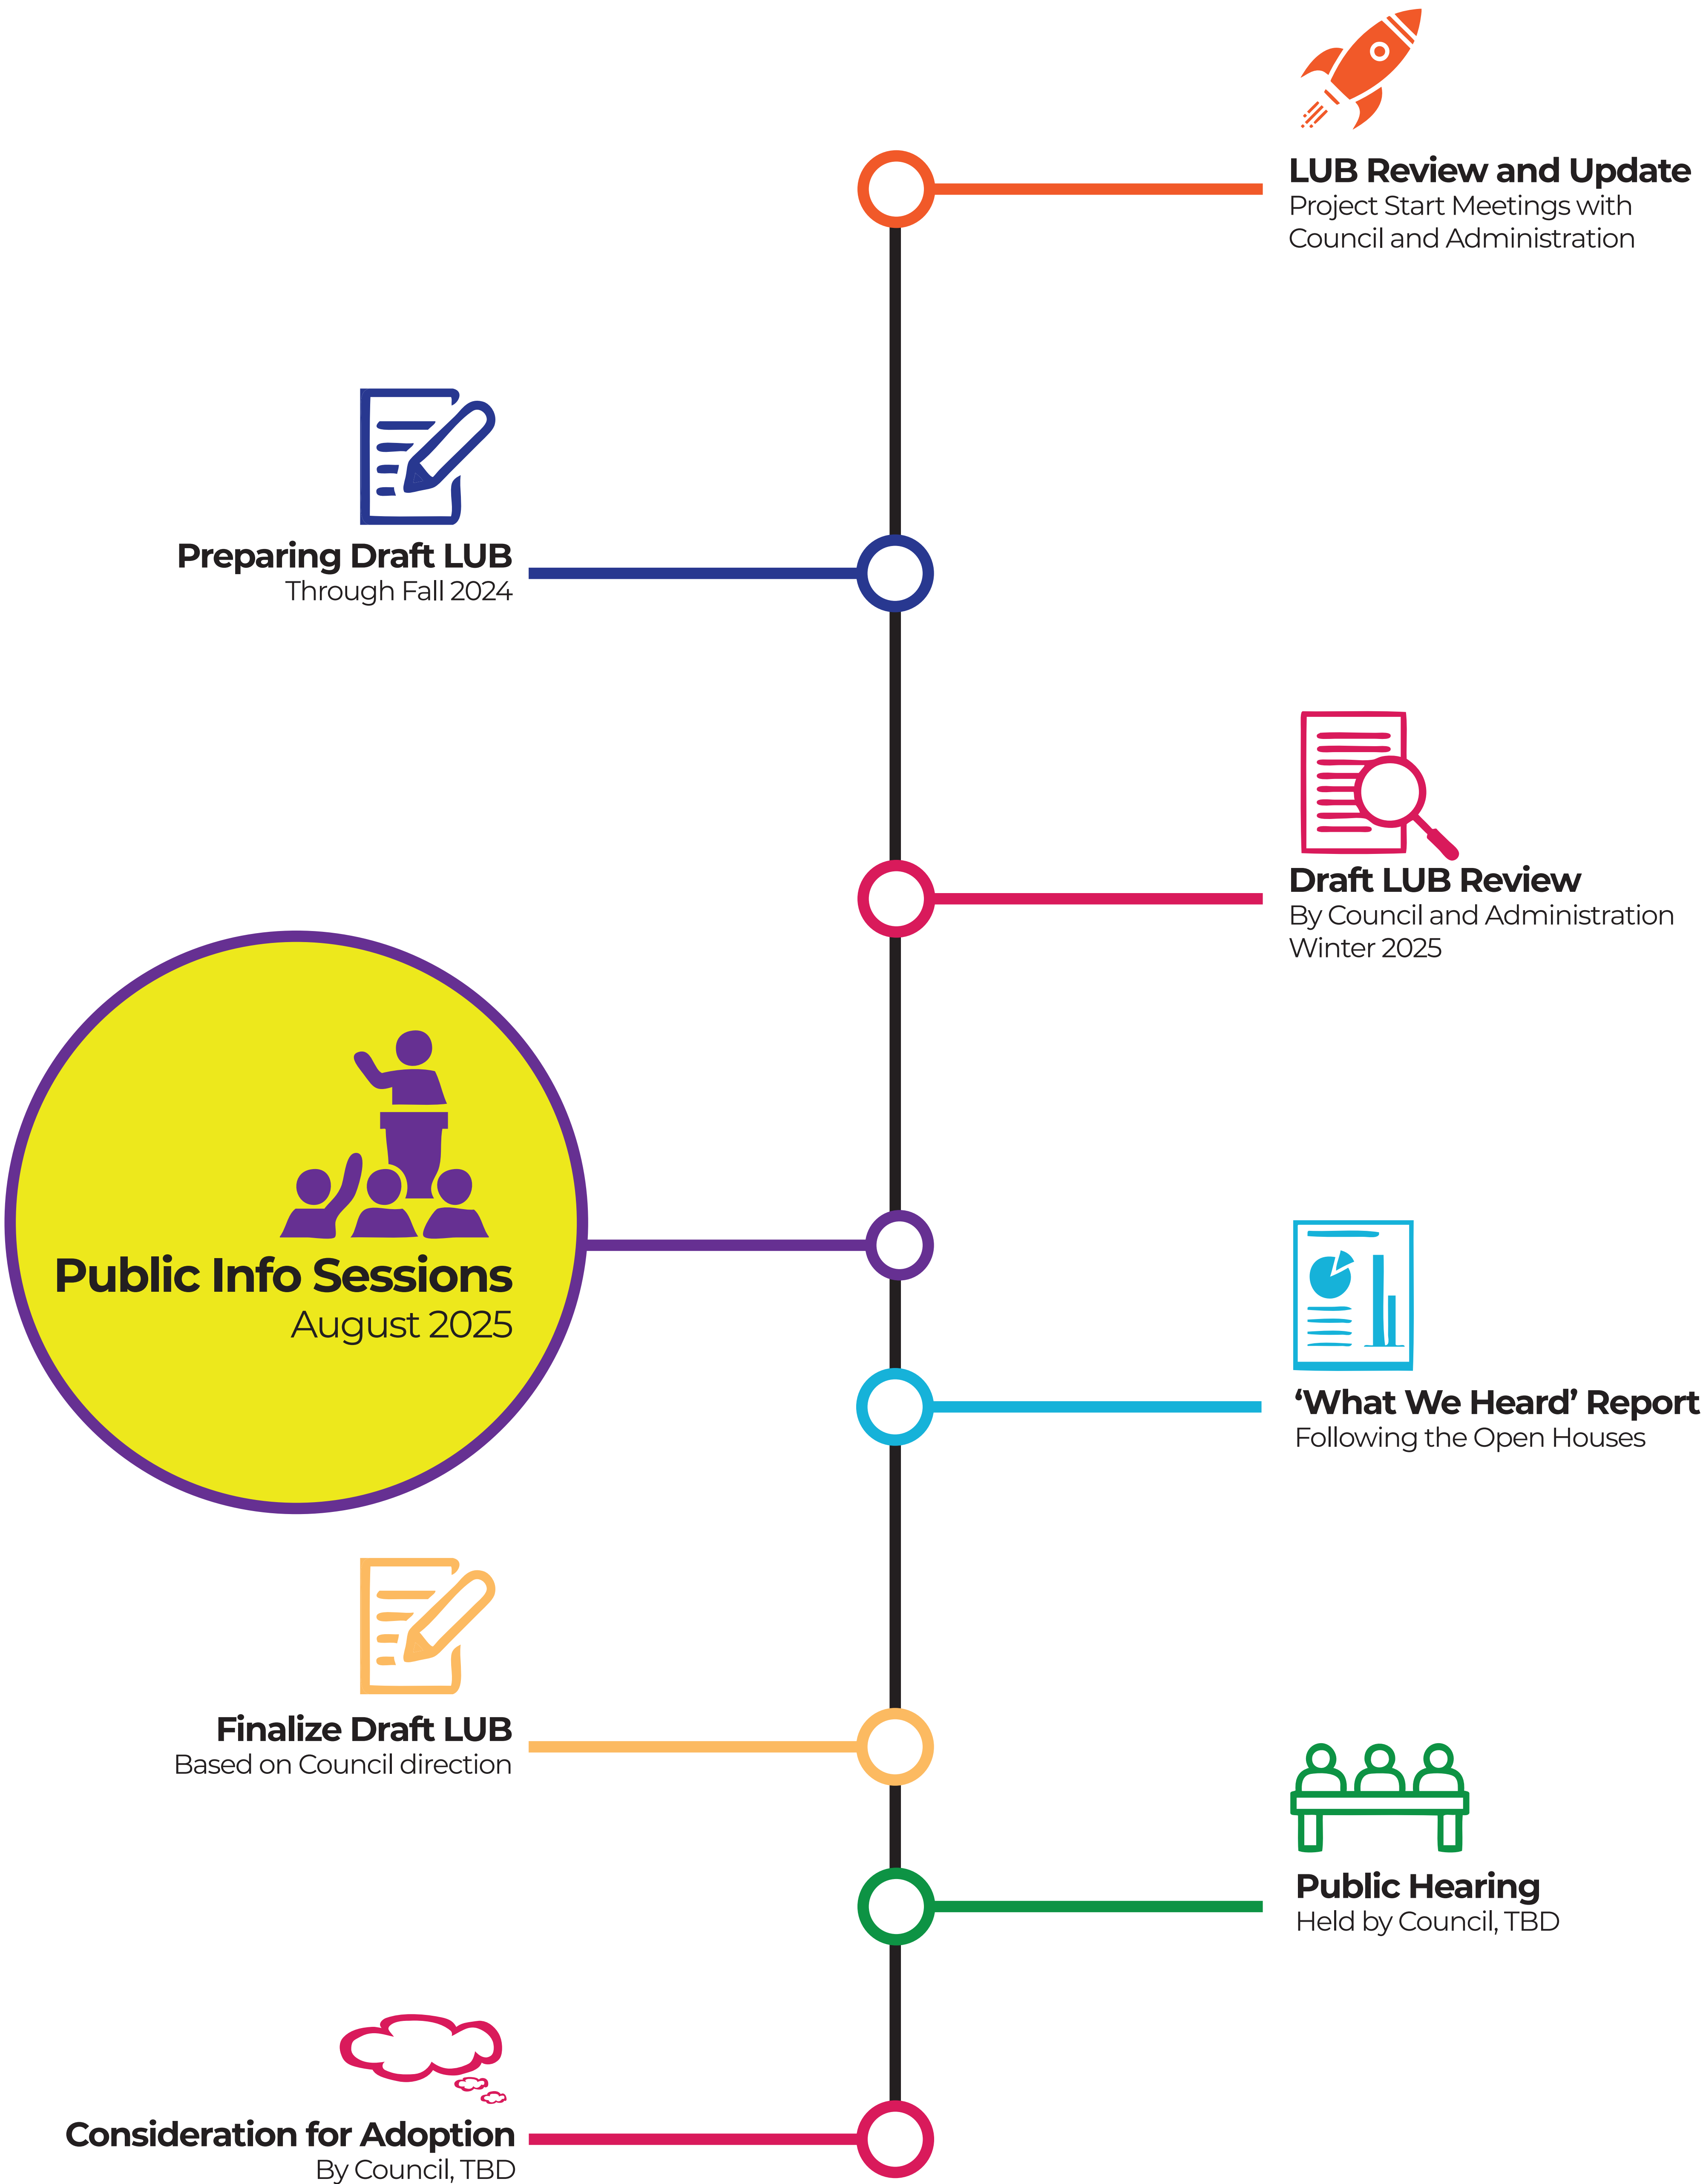 LUB Review and Update
Project Start Meetings with
Council and Administration
Preparing Draft LUB
Through Fall 2024
Draft LUB Review
By Council and Administration
Winter 2025
Public Info Sessions
August 2025
‘What We Heard’ Report
Following the Open Houses
Finalize Draft LUB
Based on Council direction
Public Hearing
Held by Council, TBD
Consideration for Adoption
By Council, TBD